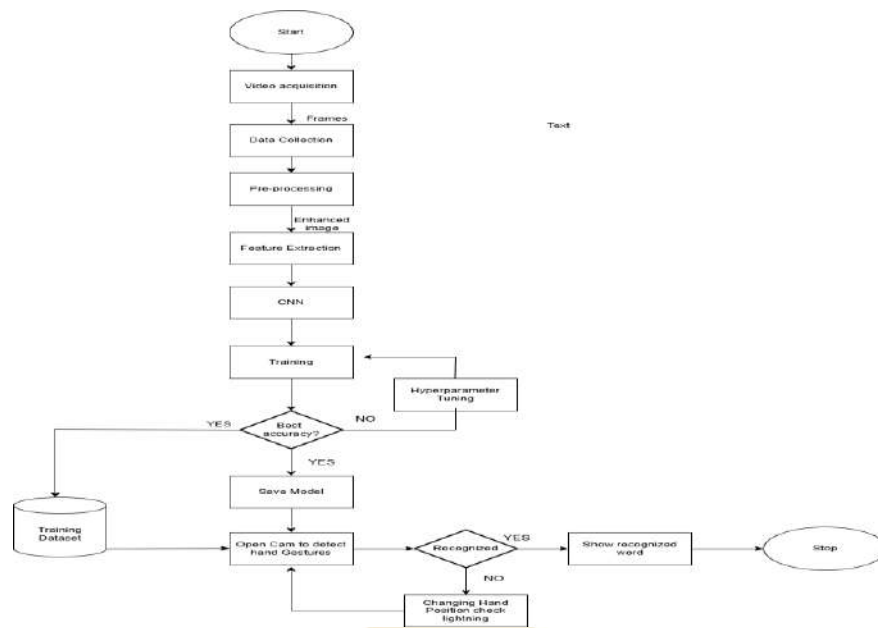 Start
Video acquisition
Frames
Text
Data Collection
Pre-processing
Enhanced
image
Feature Extraction
CNN
Training
Hyperparameter
Tuning
YES
Best
accuracy?
NO
YES
Save Model
Training
Dataset
Open Cam to detect
hand Gestures
Recognized
YES
Show recognized
word
Stop
NO
Changing Hand
Position check
lightning